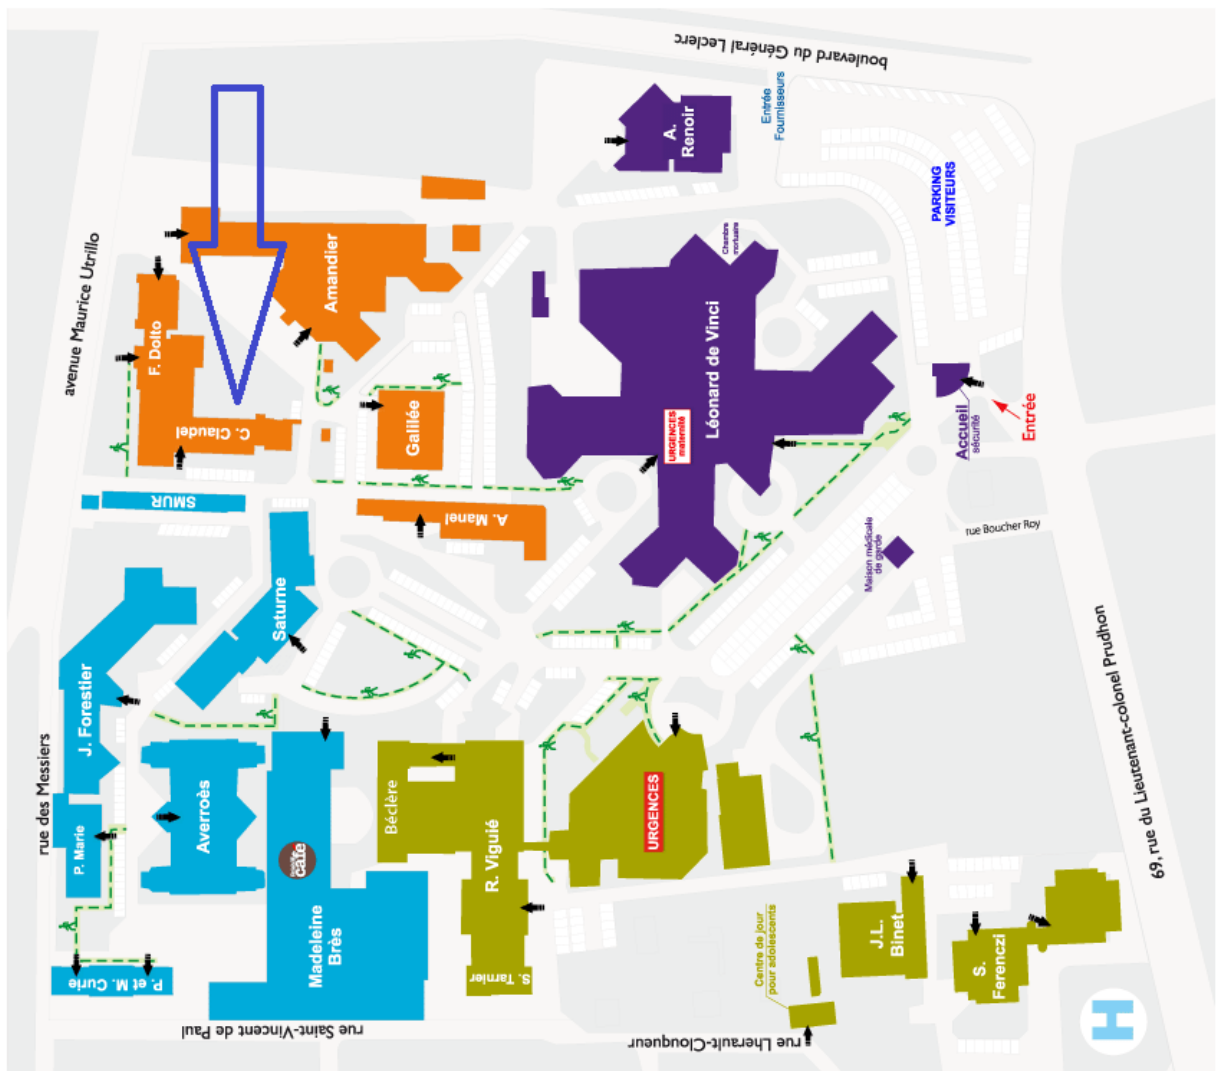 boulevard du Général Leclerc
Entrée
Fournisseurs
A.
Renoir
PARKING
VISITEURS
avenue Maurice Utrillo
Amandier
Chambre
mortuaire
F. Dolto
Léonard de Vinci
C. Claudel
Galilée
URGENCES
maternité
Accueil
sécurité
Entrée
SMUR
A. Manel
rue Boucher Roy
Maison médicale
de garde
Saturne
J. Forestier
69, rue du Lieutenant-colonel Prudhon
rue des Messiers
P. Marie
Averroès
café
Béclère
R. Viguié
URGENCES
Madeleine
Brès
J.L.
Binet
Centre de jour
pour adolescents
S.
Ferenczi
P. et M. Curie
S. Tarnier
H
rue Saint-Vincent de Paul
rue Lherault-Clouqueur